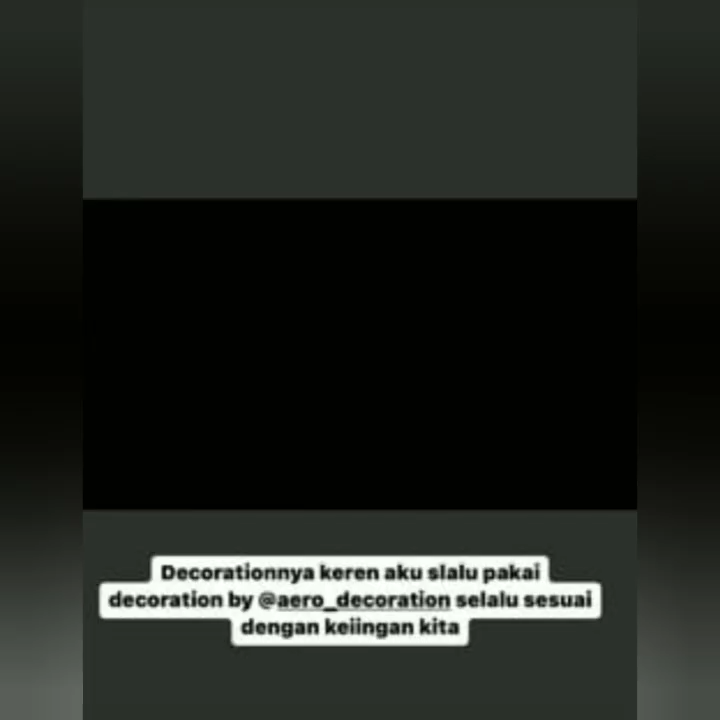 Decorationnya keren aku slalu pakai
decoration by @aero_decoration selalu sesuai
dengan keiingan kita